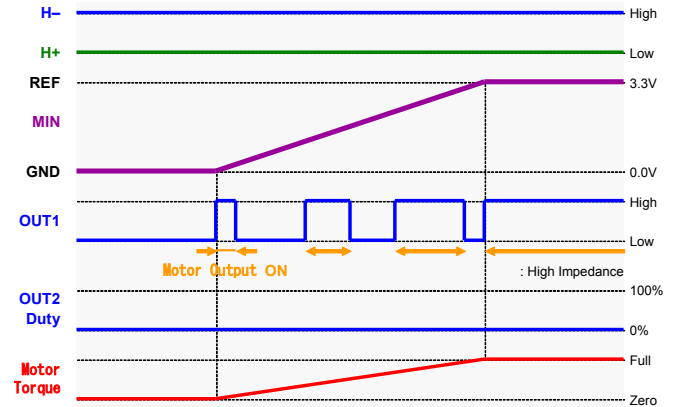 H– High
H+ Low
REF 3.3V
MIN
GND 0.0V
High
OUT1
Low
Motor Output ON
: High Impedance
OUT2 100%
Duty
0%
Full
Motor
Torque
Zero